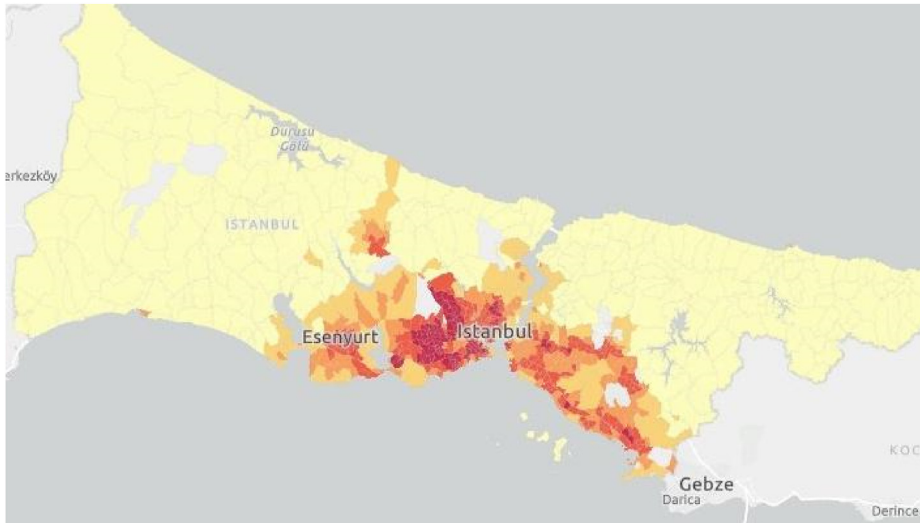 Durusu
Gölü
erkezköy
ISTANBUL
Esenyurt
Istanbul
KOC
Gebze
Darica
Derince